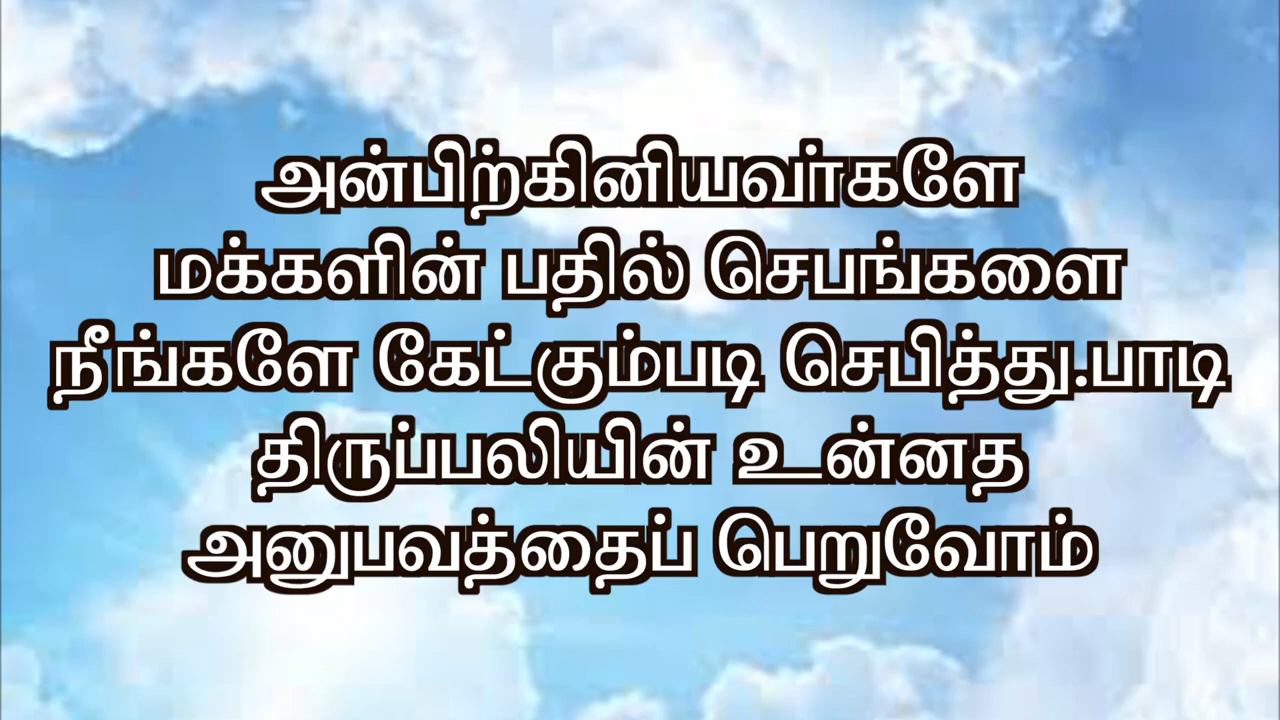 அன்பிற்கினியவர்களே
மக்களின் பதில் செபங்களை
நீங்களே கேட்கும்படி செபித்து.பாடி
திருப்பலியின் உன்னத
அனுபவத்தைப் பெறுவோம்